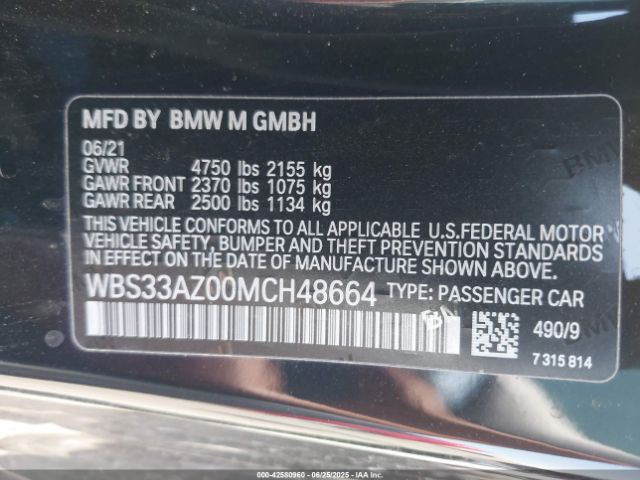 MFD BY BMW M GMBH
06/21
GVWR 4750 lbs 2155 kg
GAWR FRONT 2370 lbs 1075 kg
GAWR REAR 2500 lbs 1134 kg
THIS VEHICLE CONFORMS TO ALL APPLICABLE U.S.FEDERAL MOTOR
VEHICLE SAFETY, BUMPER AND THEFT PREVENTION STANDARDS
IN EFFECT ON THE DATE OF MANUFACTURE SHOWN ABOVE.
WBS33AZ00MCH48664 TYPE: PASSENGER CAR
490/9
7 315 814
000-42580960 - 06/25/2025 - IAAI.COM